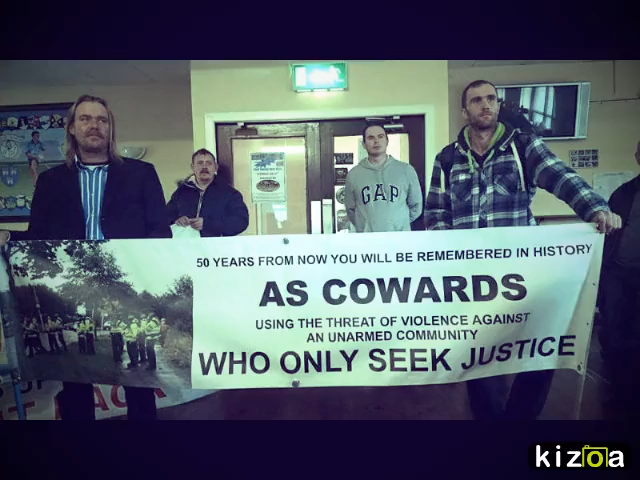 GAP
50 YEARS FROM NOW YOU WILL BE REMEMBERED IN HISTORY
AS COWARDS
USING THE THREAT OF VIOLENCE AGAINST
AN UNARMED COMMUNITY
WHO ONLY SEEK JUSTICE
kizoa